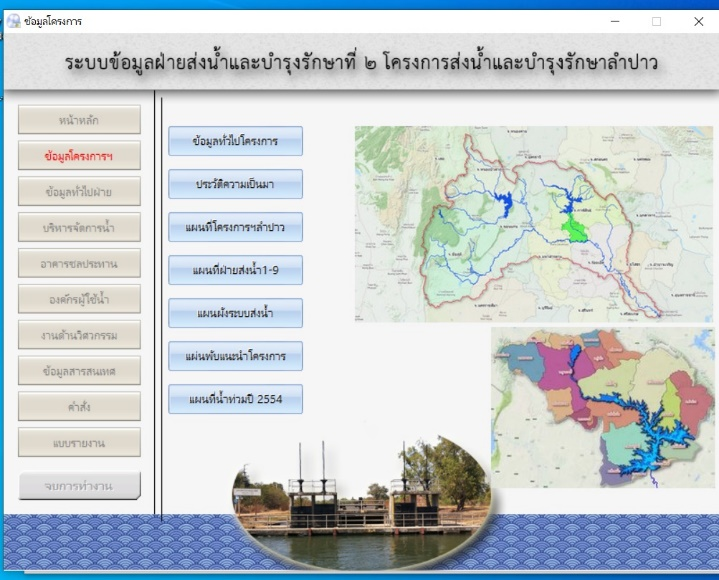 ข้อมูลโครงการ
ระบบข้อมูลฝ่ายส่งน้ำและบำรุงรักษาที่ ๒ โครงการส่งน้ำและบำรุงรักษาลำปาว
หน้าหลัก
ข้อมูลโครงการฯ
ข้อมูลทั่วไปฝ่าย
บริหารจัดการน้ำ
อาคารชลประทาน
องค์กรผู้ใช้น้ำ
งานด้านวิศวกรรม
ข้อมูลสารสนเทศ
คำสั่ง
แบบรายงาน
จบการทำงาน
ข้อมูลทั่วไปโครงการ
ประวัติความเป็นมา
แผนที่โครงการฯลำปาว
แผนที่ฝ่ายส่งน้ำ1-9
แผนผังระบบส่งน้ำ
แผ่นพับแนะนำโครงการ
แผนที่น้ำท่วมปี 2554